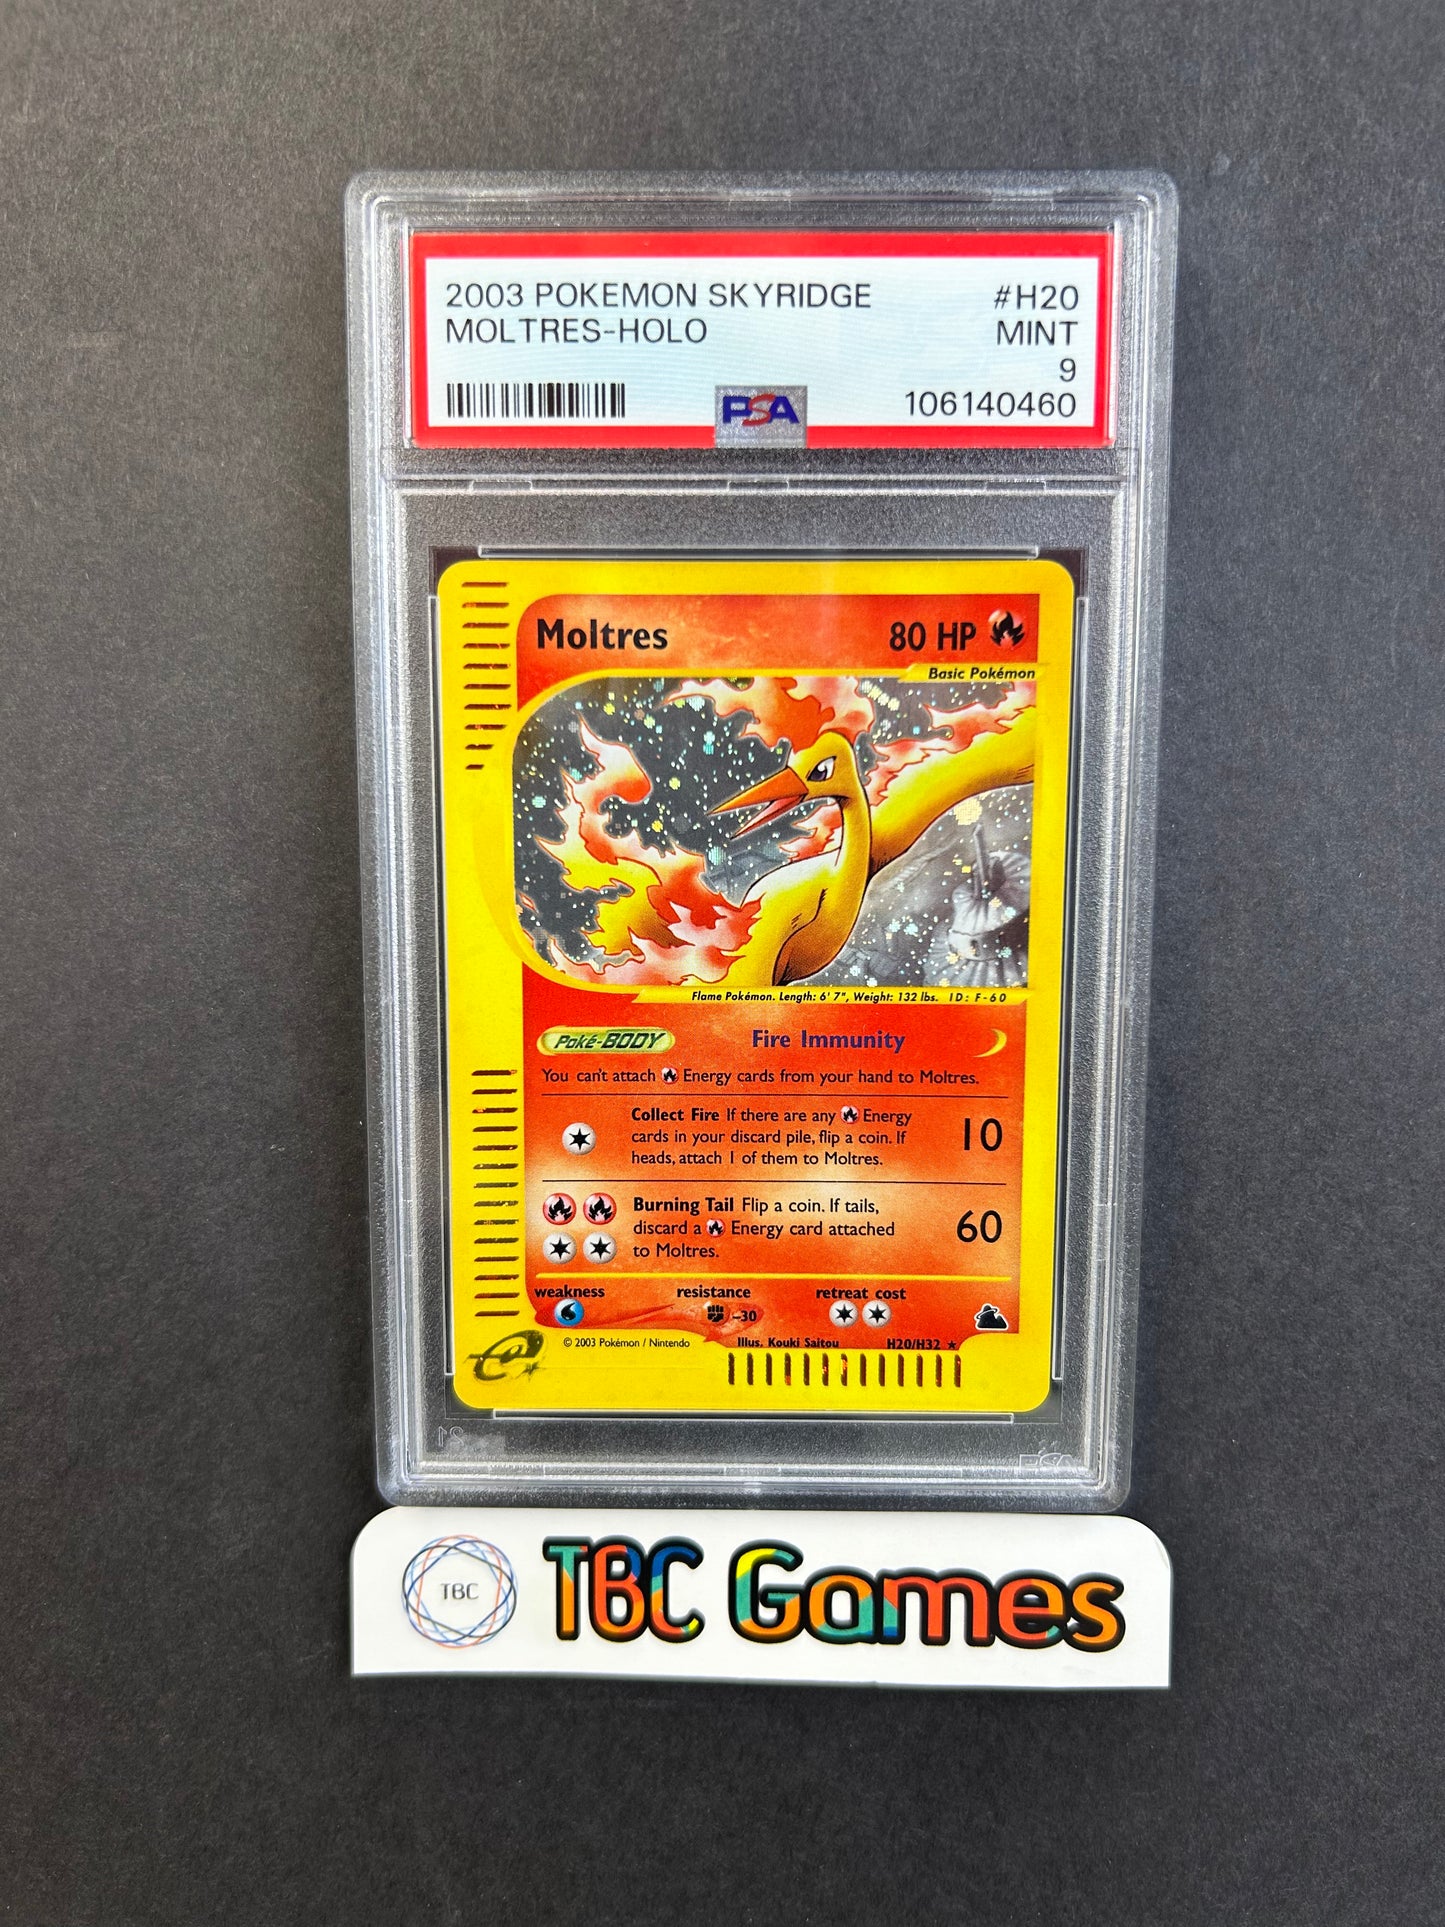 2003 POKEMON SKYRIDGE #H20
MOLTRES-HOLO MINT
9
PSA 106140460
Moltres 80 HP
Basic Pokémon
Flame Pokémon. Length: 6' 7", Weight: 132 lbs. ID: F-60
Poké-BODY Fire Immunity
You can't attach Energy cards from your hand to Moltres.
Collect Fire If there are any Energy
cards in your discard pile, flip a coin. If
heads, attach 1 of them to Moltres.
10
Burning Tail Flip a coin. If tails,
discard a Energy card attached
to Moltres.
60
weakness resistance retreat cost
-30
e
© 2003 Pokémon / Nintendo Illus. Kouki Saitou H20/H32 ★
PSA
TBC TBC Games